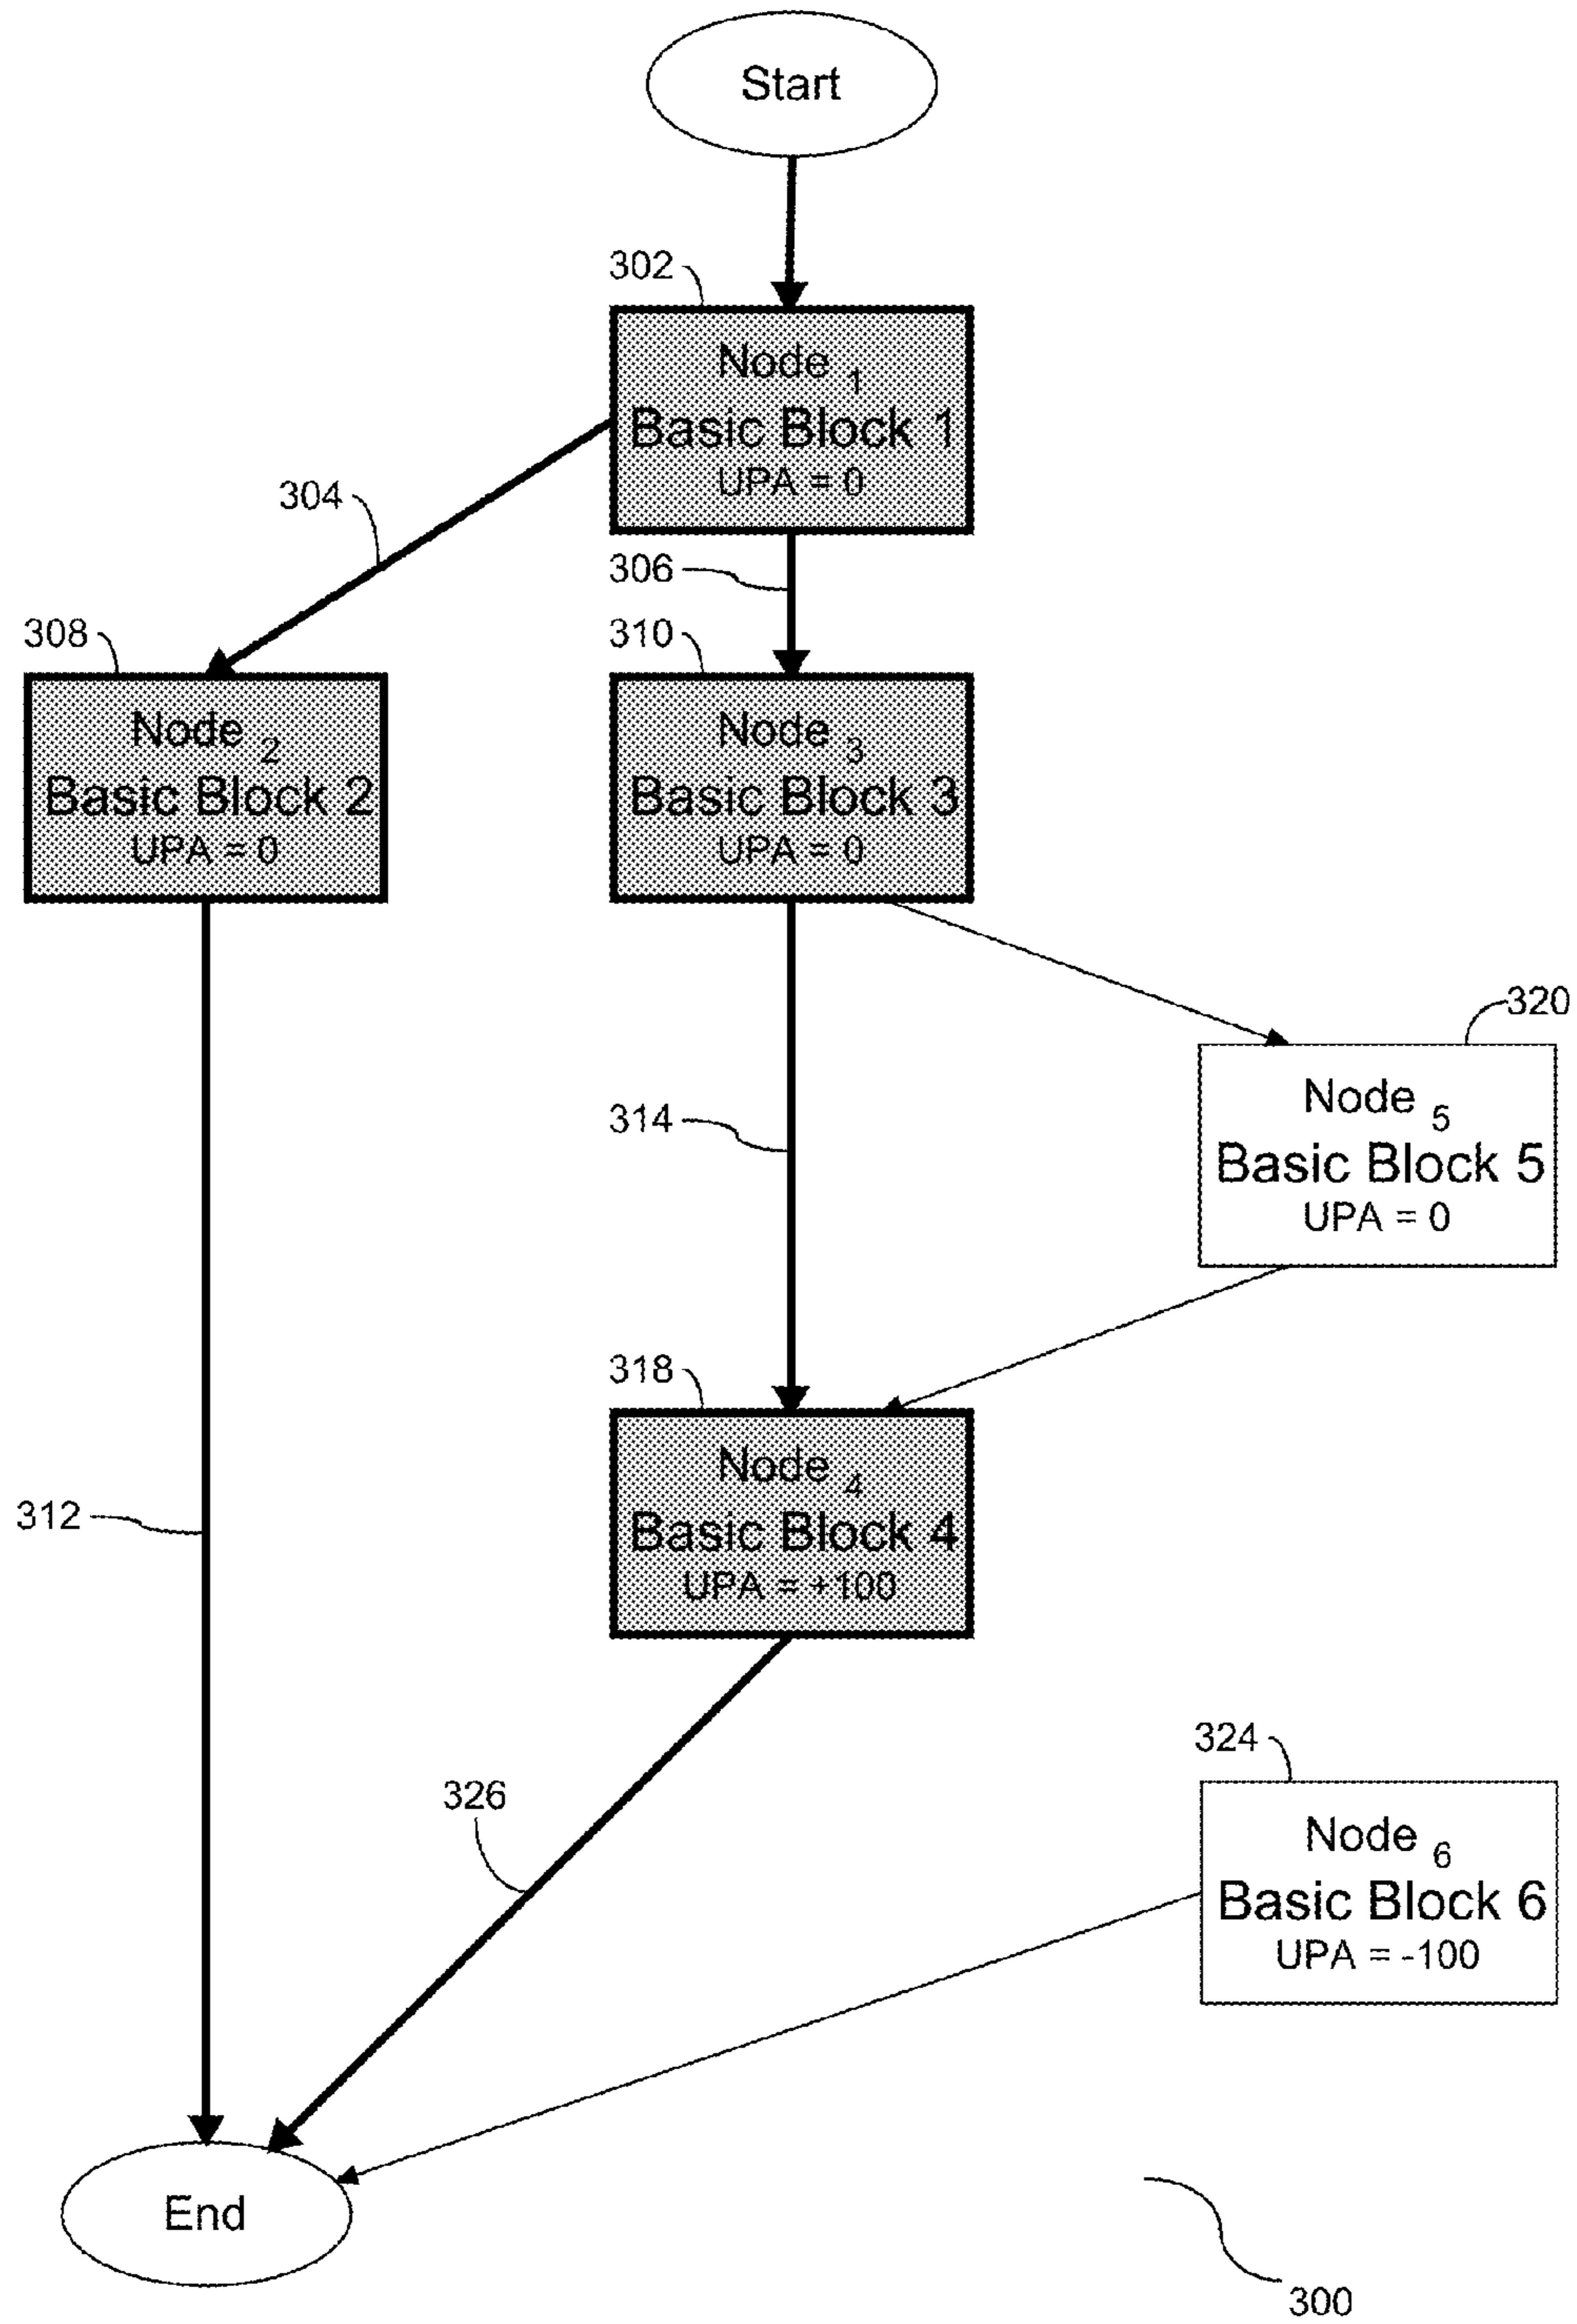 Start
302
Node 1
Basic Block 1
UPA = 0
304
306
308
310
Node 2
Basic Block 2
UPA = 0
Node 3
Basic Block 3
UPA = 0
320
Node 5
Basic Block 5
UPA = 0
314
318
Node 4
Basic Block 4
UPA = +100
312
324
326
Node 6
Basic Block 6
UPA = -100
End
300